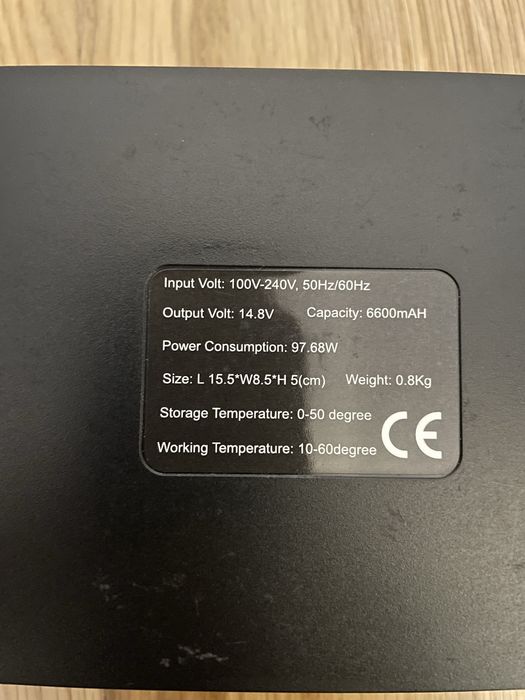 Input Volt: 100V-240V, 50Hz/60Hz
Output Volt: 14.8V Capacity: 6600mAH
Power Consumption: 97.68W
Size: L 15.5*W8.5*H 5(cm) Weight: 0.8Kg
Storage Temperature: 0-50 degree
Working Temperature: 10-60degree
CE